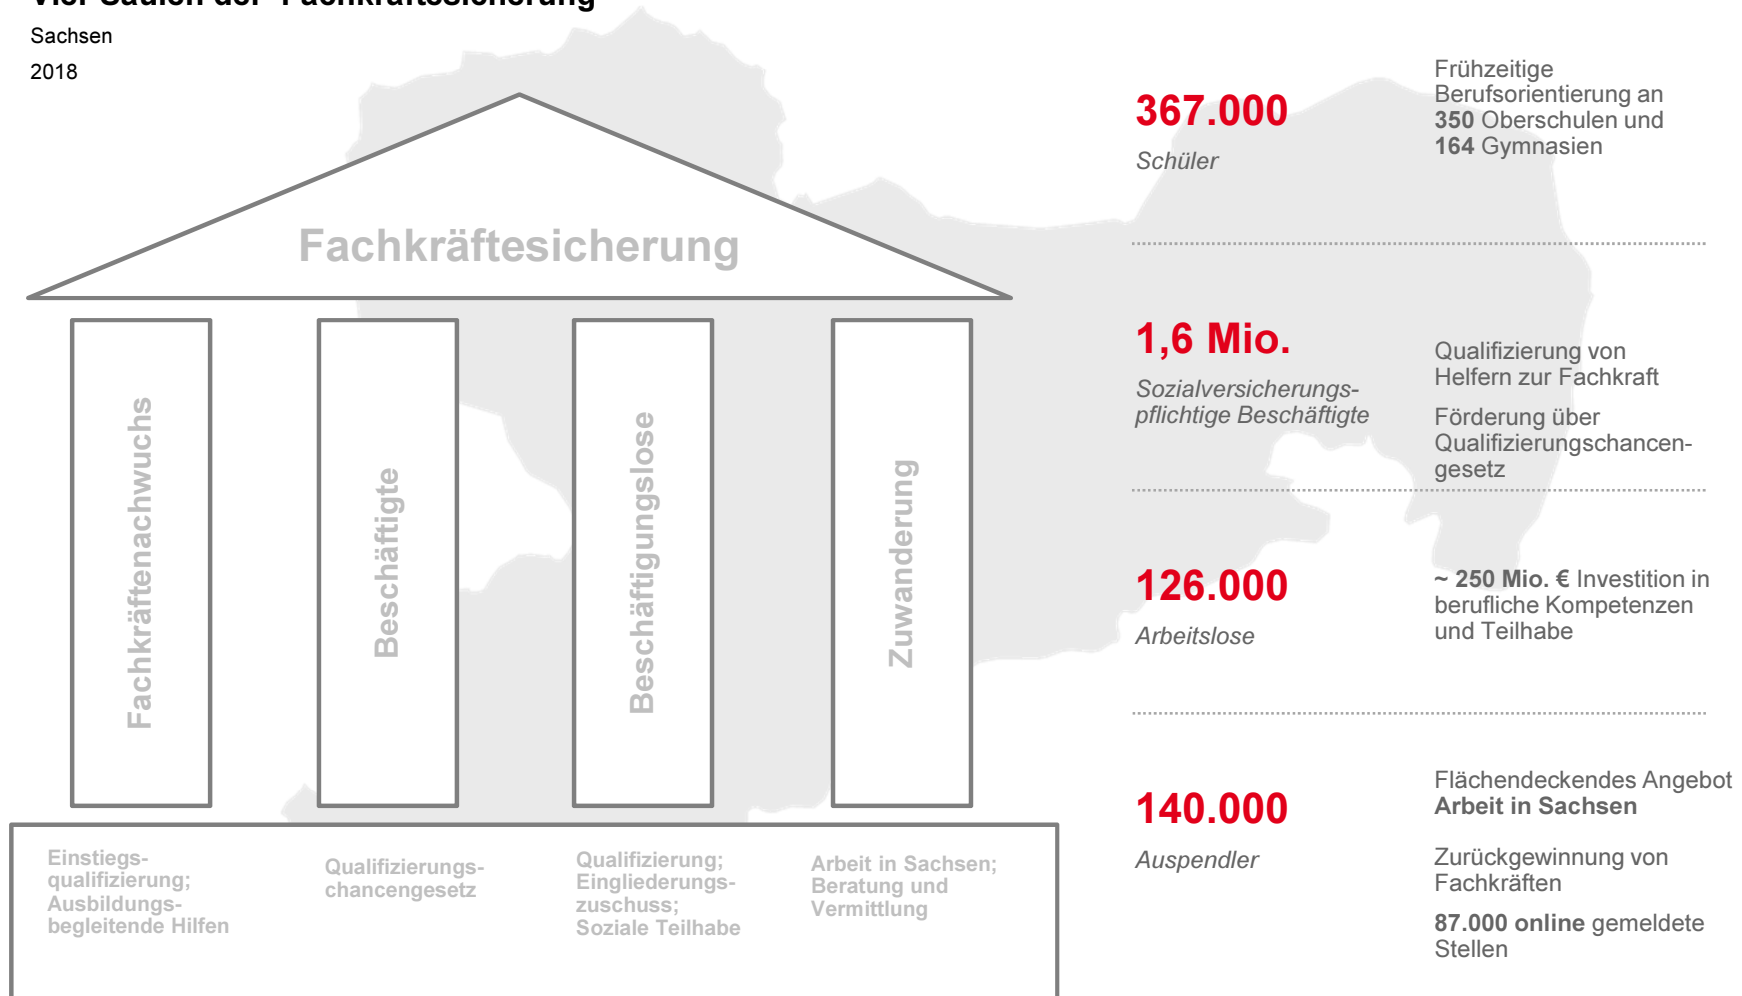 Vier Säulen der Fachkräftesicherung
Sachsen
2018
Fachkräftesicherung
Fachkräftenachwuchs
Beschäftigte
Beschäftigungslose
Zuwanderung
Einstiegs-
qualifizierung;
Ausbildungs-
begleitende Hilfen
Qualifizierungs-
chancengesetz
Qualifizierung;
Eingliederungs-
zuschuss;
Soziale Teilhabe
Arbeit in Sachsen;
Beratung und
Vermittlung
367.000
Schüler
Frühzeitige
Berufsorientierung an
350 Oberschulen und
164 Gymnasien
1,6 Mio.
Sozialversicherungs-
pflichtige Beschäftigte
Qualifizierung von
Helfern zur Fachkraft
Förderung über
Qualifizierungschancen-
gesetz
126.000
Arbeitslose
~ 250 Mio. € Investition in
berufliche Kompetenzen
und Teilhabe
140.000
Auspendler
Flächendeckendes Angebot
Arbeit in Sachsen
Zurückgewinnung von
Fachkräften
87.000 online gemeldete
Stellen